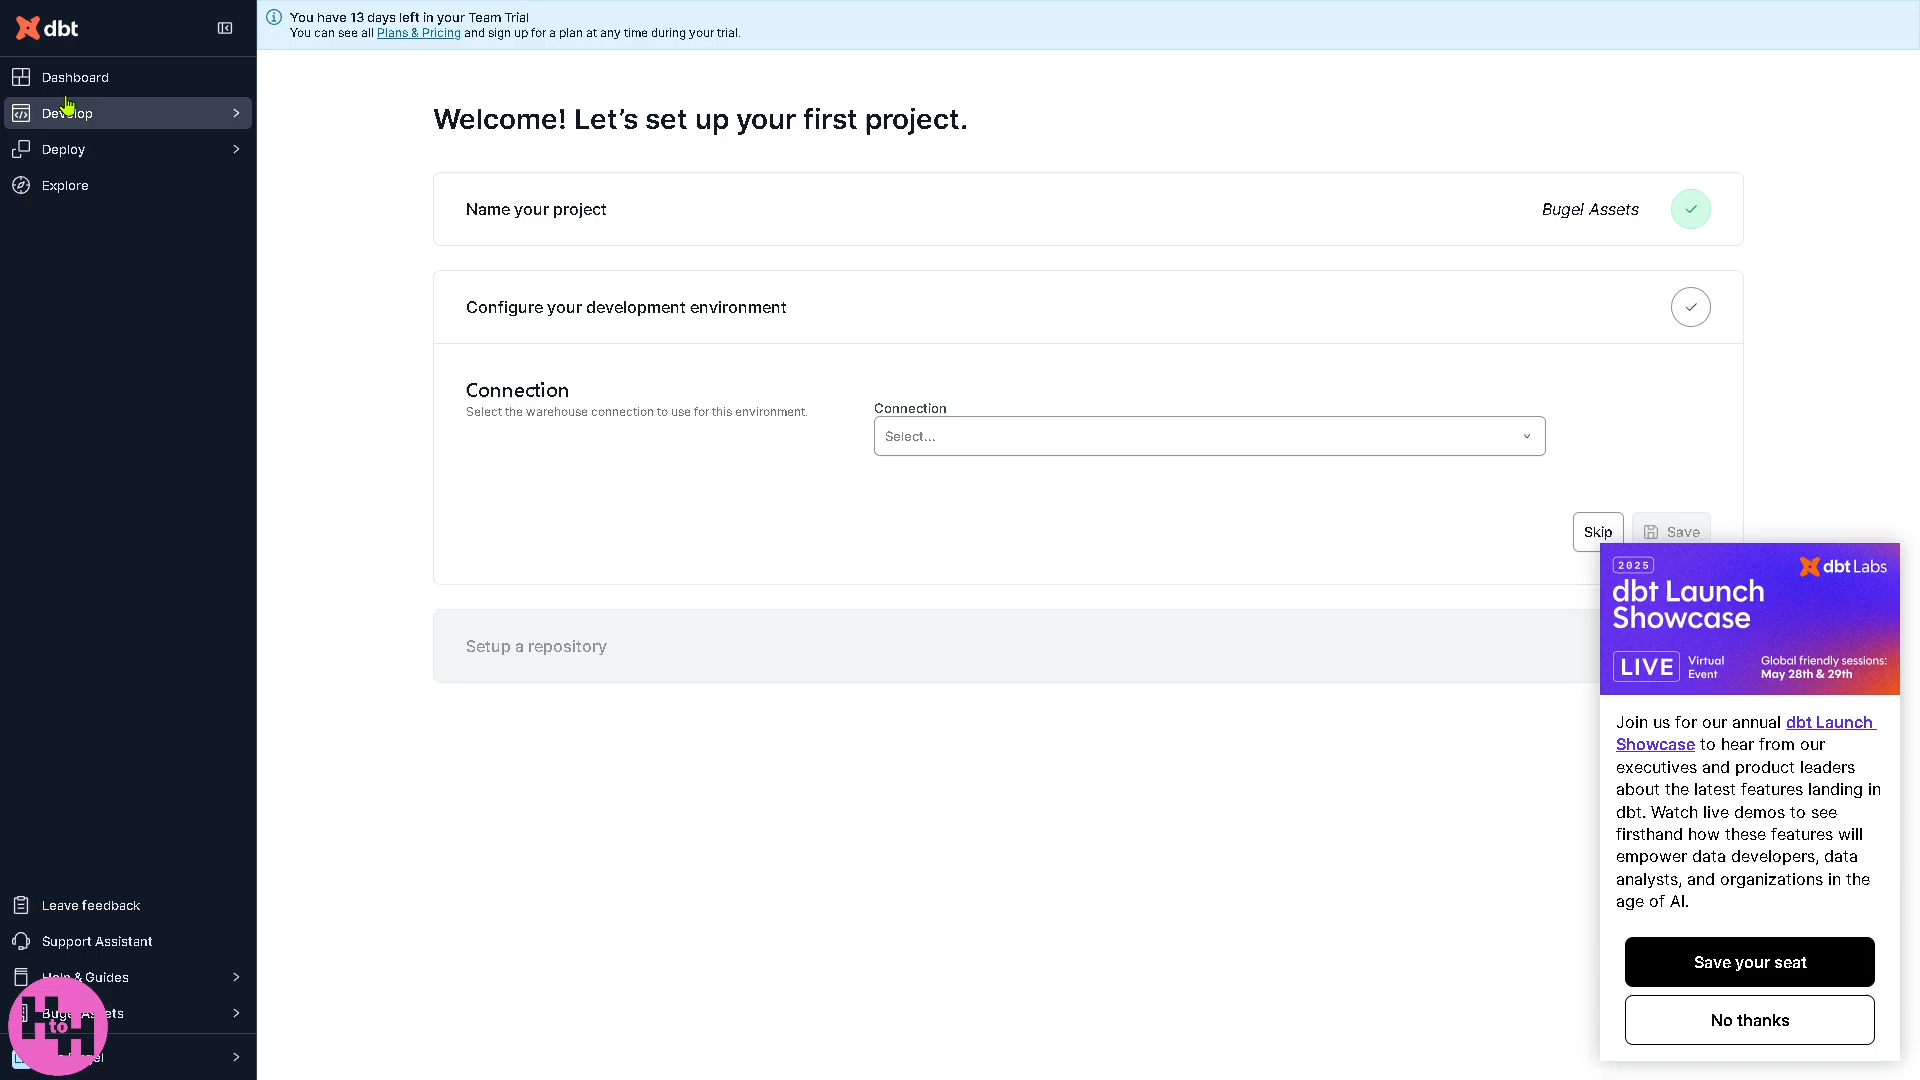 dbt
You have 13 days left in your Team Trial
You can see all Plans & Pricing and sign up for a plan at any time during your trial.
Dashboard
Develop
Deploy
Explore
Welcome! Let's set up your first project.
Name your project
Bugel Assets
Configure your development environment
Connection
Select the warehouse connection to use for this environment.
Connection
Select...
Skip
Save
Setup a repository
2025
dbt Labs
dbt Launch
Showcase
LIVE
Virtual
Event
Global friendly sessions:
May 28th & 29th
Join us for our annual dbt Launch
Showcase to hear from our
executives and product leaders
about the latest features landing in
dbt. Watch live demos to see
firsthand how these features will
empower data developers, data
analysts, and organizations in the
age of AI.
Save your seat
No thanks
Leave feedback
Support Assistant
Help & Guides
Bugel Assets
H to H